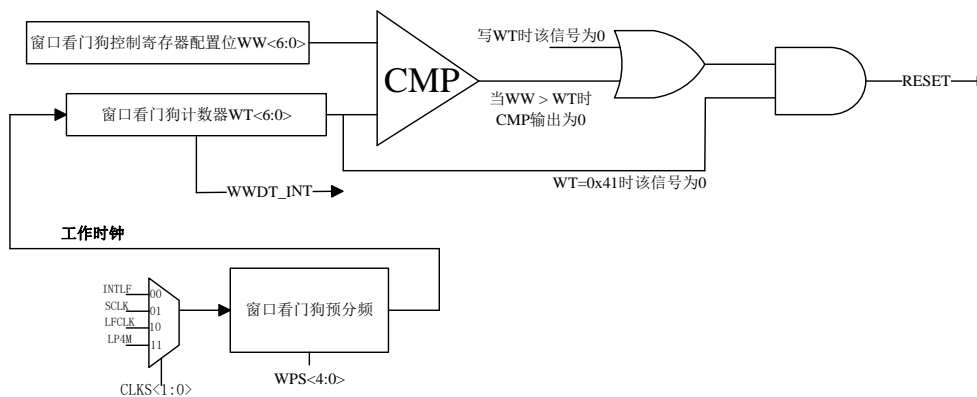 窗口看门狗控制寄存器配置位WW<6:0>
CMP
写WT时该信号为0
当WW > WT时
CMP输出为0
RESET
窗口看门狗计数器WT<6:0>
WT=0x41时该信号为0
WWDT_INT
工作时钟
INTLF
00
SCLK
01
LFCLK
10
LP4M
11
窗口看门狗预分频
WPS<4:0>
CLKS<1:0>